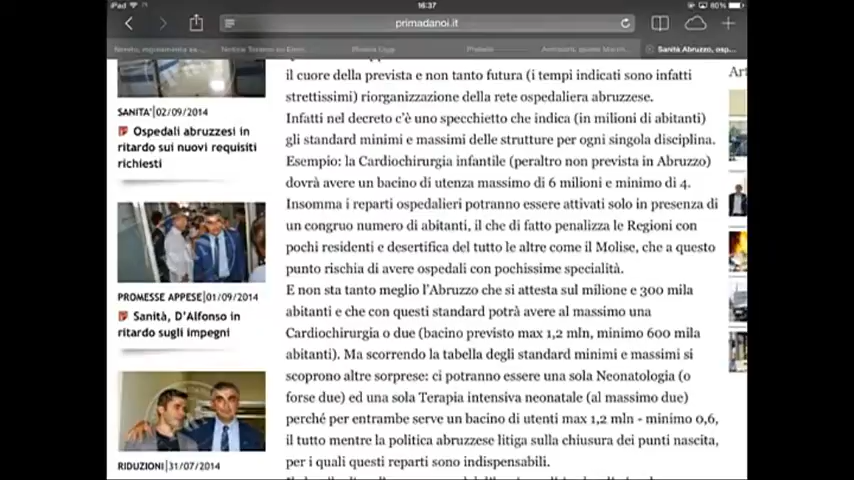 iPad
16:37
80%
primadanoi.it
Sanità Abruzzo, osp...
SANITA'|02/09/2014
Ospedali abruzzesi in
ritardo sui nuovi requisiti
richiesti
PROMESSE APPESE|01/09/2014
Sanità, D'Alfonso in
ritardo sugli impegni
RIDUZIONI|31/07/2014
il cuore della prevista e non tanto futura (i tempi indicati sono infatti
strettissimi) riorganizzazione della rete ospedaliera abruzzese.
Infatti nel decreto c'è uno specchietto che indica (in milioni di abitanti)
gli standard minimi e massimi delle strutture per ogni singola disciplina.
Esempio: la Cardiochirurgia infantile (peraltro non prevista in Abruzzo)
dovrà avere un bacino di utenza massimo di 6 milioni e minimo di 4.
Insomma i reparti ospedalieri potranno essere attivati solo in presenza di
un congruo numero di abitanti, il che di fatto penalizza le Regioni con
pochi residenti e desertifica del tutto le altre come il Molise, che a questo
punto rischia di avere ospedali con pochissime specialità.
E non sta tanto meglio l'Abruzzo che si attesta sul milione e 300 mila
abitanti e che con questi standard potrà avere al massimo una
Cardiochirurgia o due (bacino previsto max 1,2 mln, minimo 600 mila
abitanti). Ma scorrendo la tabella degli standard minimi e massimi si
scoprono altre sorprese: ci potranno essere una sola Neonatologia (o
forse due) ed una sola Terapia intensiva neonatale (al massimo due)
perché per entrambe serve un bacino di utenti max 1,2 mln - minimo 0,6,
il tutto mentre la politica abruzzese litiga sulla chiusura dei punti nascita,
per i quali questi reparti sono indispensabili.